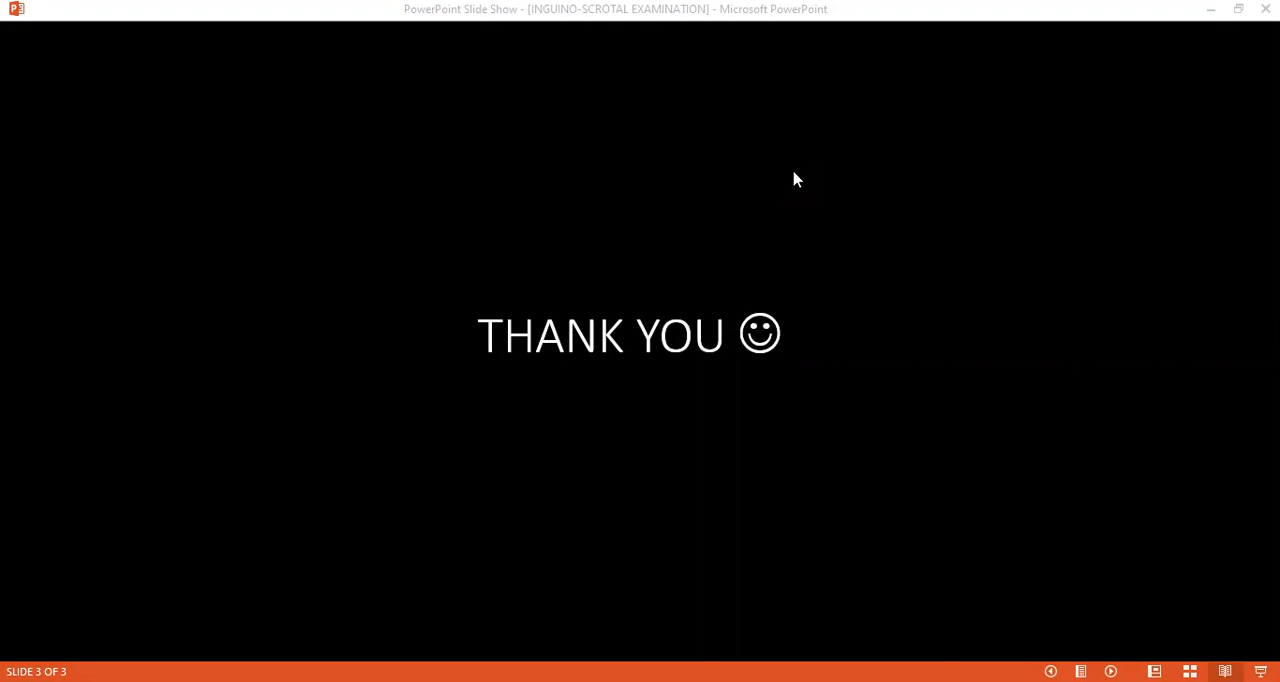 PowerPoint Slide Show - [INGUINO-SCROTAL EXAMINATION] - Microsoft PowerPoint
THANK YOU ☺
SLIDE 3 OF 3